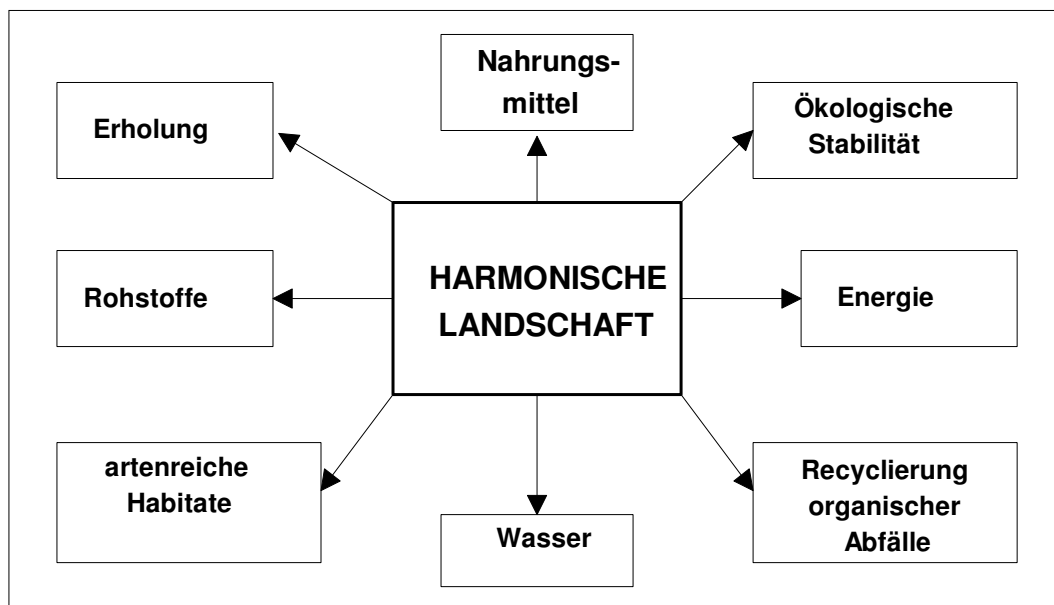 Nahrungs-
mittel
Erholung
Ökologische
Stabilität
Rohstoffe
HARMONISCHE
LANDSCHAFT
Energie
artenreiche
Habitate
Wasser
Recyclierung
organischer
Abfälle